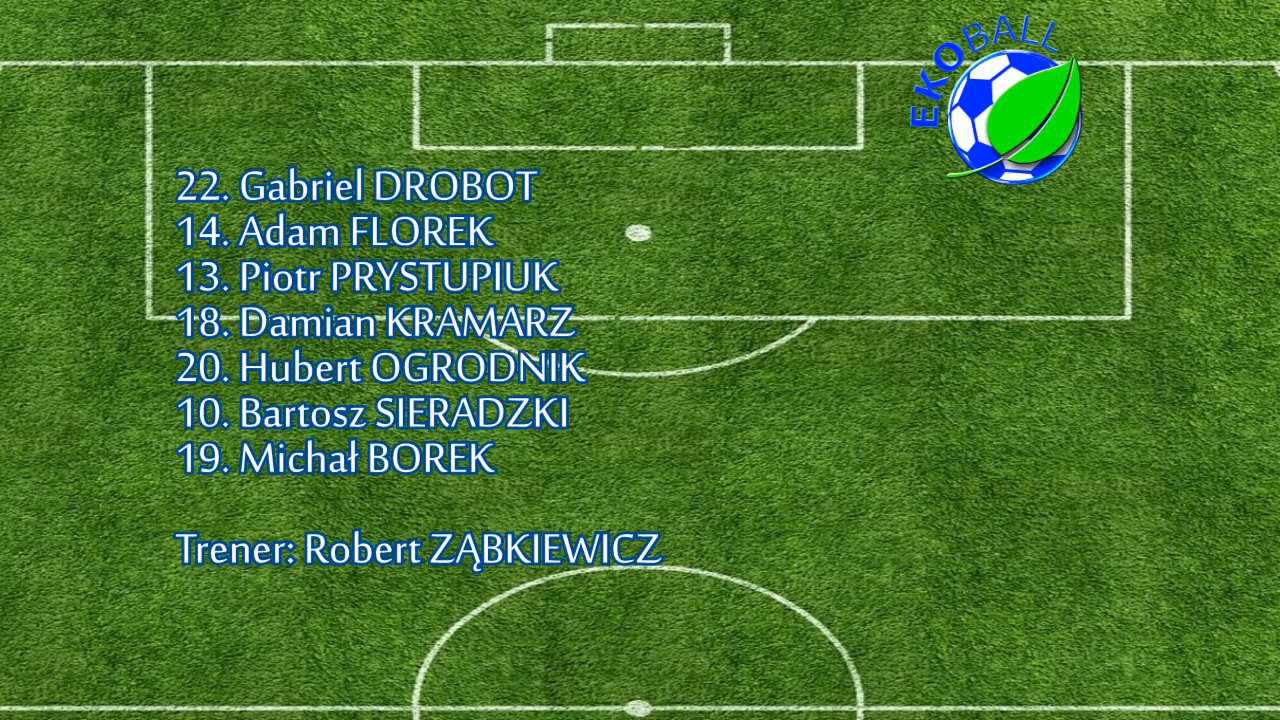 EKOBALL
22. Gabriel DROBOT
14. Adam FLOREK
13. Piotr PRYSTUPIUK
18. Damian KRAMARZ
20. Hubert OGRODNIK
10. Bartosz SIERADZKI
19. Michał BOREK
Trener: Robert ZĄBKIEWICZ